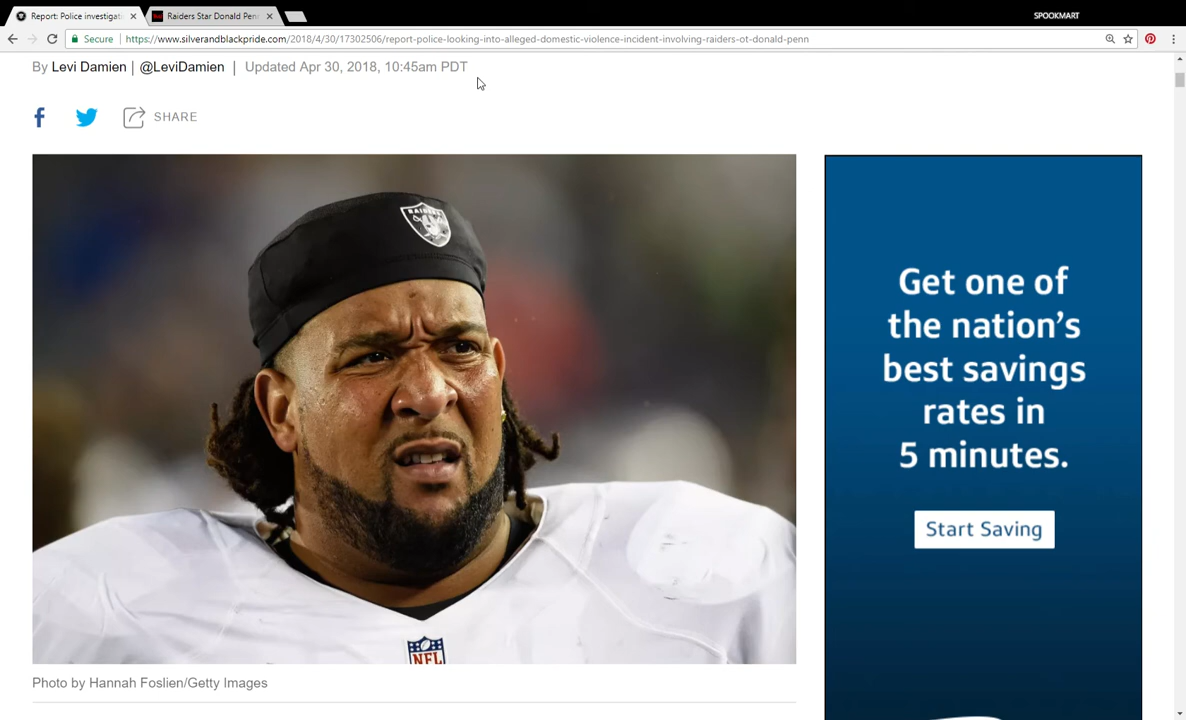 Report: Police investigat
Raiders Star Donald Pen
SPOOKMART
Secure
https://www.silverandblackpride.com/2018/4/30/17302506/report-police-looking-into-alleged-domestic-violence-incident-involving-raiders-ot-donald-penn
By Levi Damien | @LeviDamien | Updated Apr 30, 2018, 10:45am PDT
SHARE
RAIDERS
NFL
Get one of
the nation's
best savings
rates in
5 minutes.
Start Saving
Photo by Hannah Foslien/Getty Images